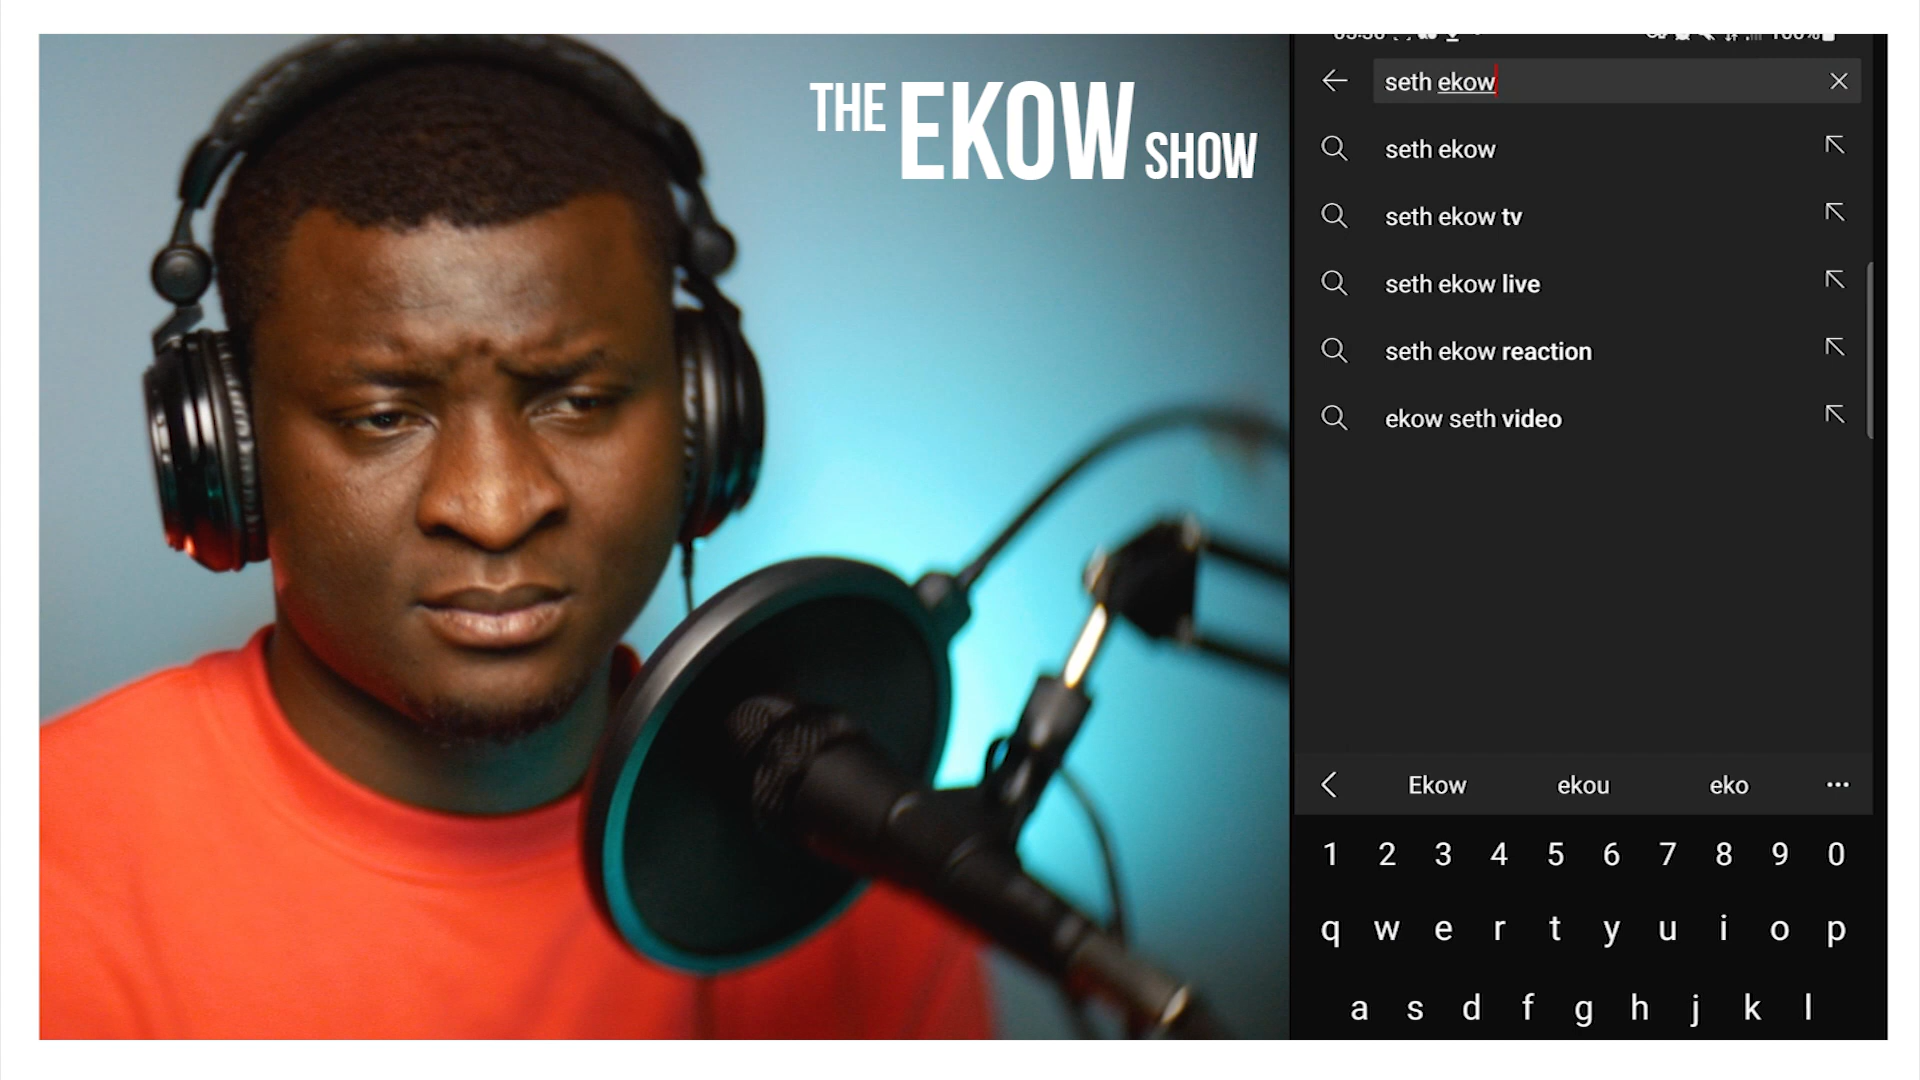 THE EKOW SHOW
seth ekow
seth ekow
seth ekow tv
seth ekow live
seth ekow reaction
ekow seth video
Ekow ekou eko
1 2 3 4 5 6 7 8 9 0
q w e r t y u i o p
a s d f g h j k l